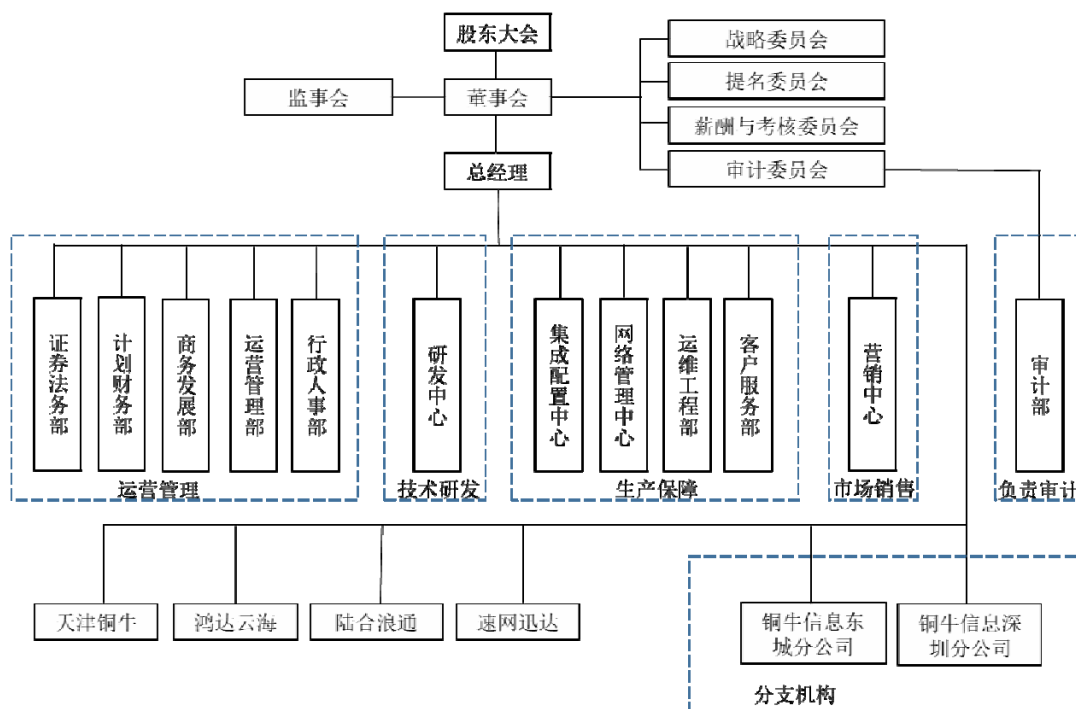 股东大会
战略委员会
监事会
董事会
提名委员会
薪酬与考核委员会
总经理
审计委员会
证券法务部
计划财务部
商务发展部
运营管理部
行政人事部
研发中心
集成配置中心
网络管理中心
运维工程部
客户服务部
营销中心
审计部
运营管理
技术研发
生产保障
市场销售
负责审计
天津铜牛
鸿达云海
陆合浪通
速网迅达
铜牛信息东
城分公司
铜牛信息深
圳分公司
分支机构